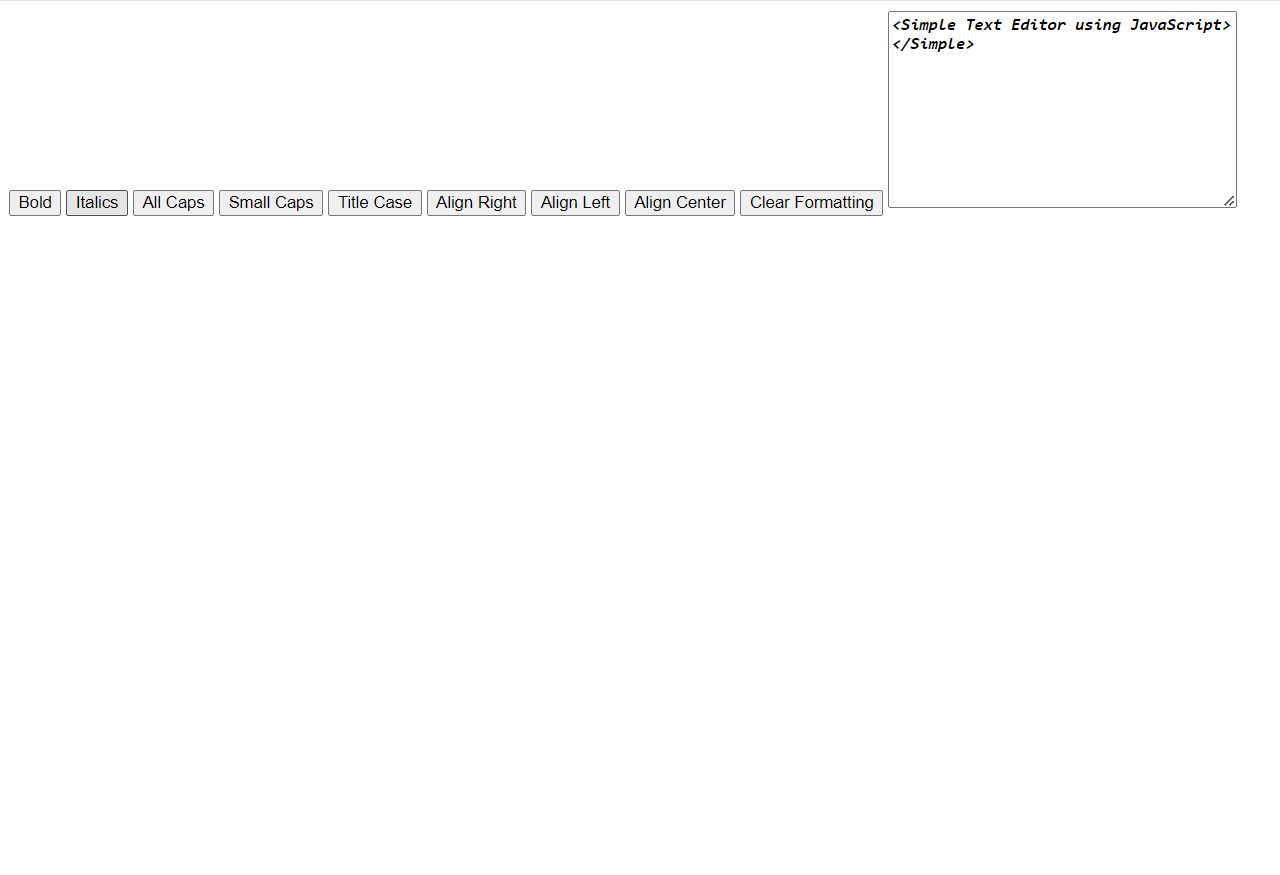 <Simple Text Editor using JavaScript>
</Simple>
Bold Italics All Caps Small Caps Title Case Align Right Align Left Align Center Clear Formatting